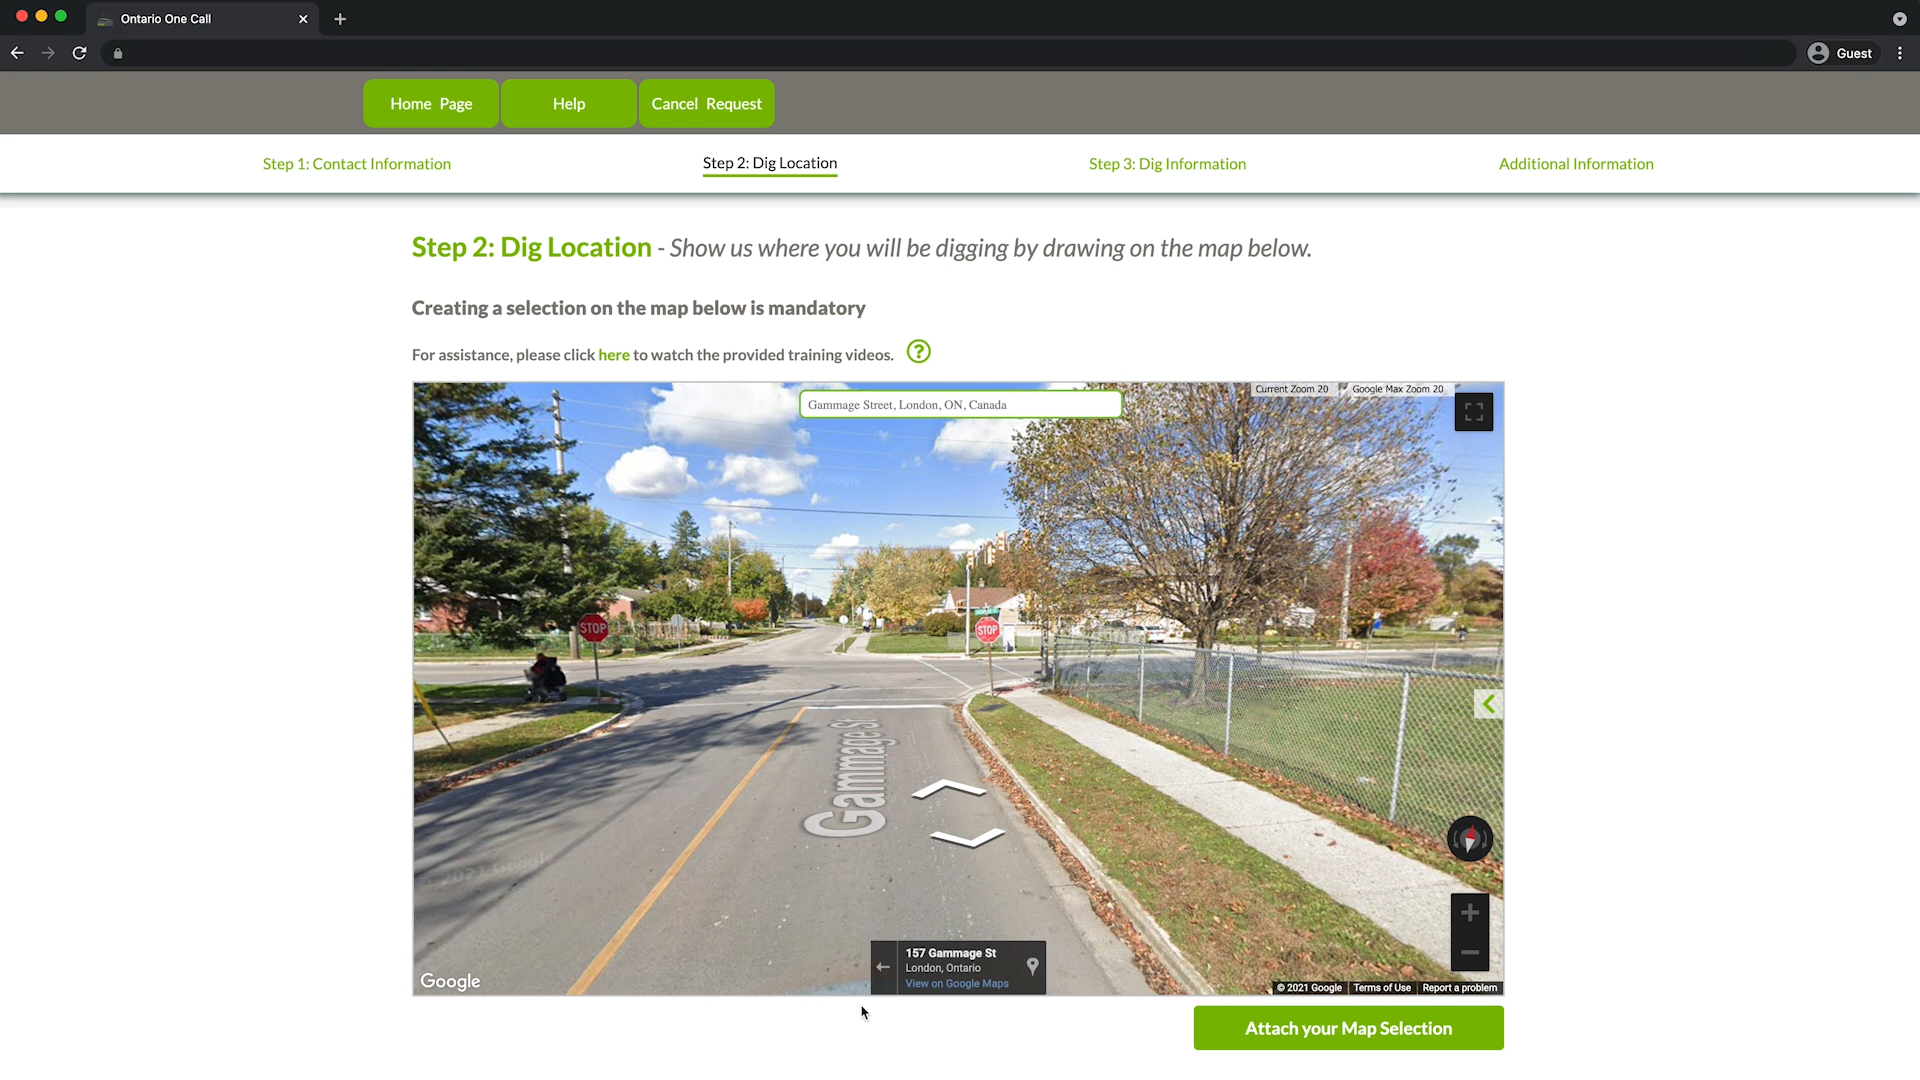 Ontario One Call
Guest
Home Page
Help
Cancel Request
Step 1: Contact Information
Step 2: Dig Location
Step 3: Dig Information
Additional Information
Step 2: Dig Location - Show us where you will be digging by drawing on the map below.
Creating a selection on the map below is mandatory
For assistance, please click here to watch the provided training videos.
Gammage Street, London, ON, Canada
Current Zoom 20
Google Max Zoom 20
STOP
STOP
Gammage St
157 Gammage St
London, Ontario
View on Google Maps
Google
© 2021 Google
Terms of Use
Report a problem
Attach your Map Selection